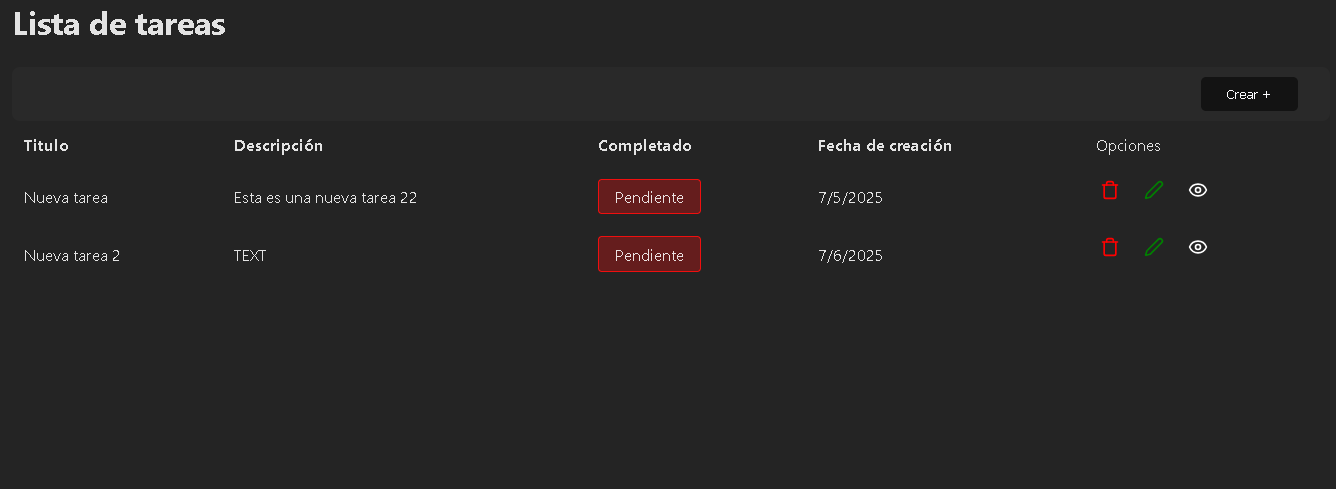 Lista de tareas
Crear +
Titulo Descripción Completado Fecha de creación Opciones
Nueva tarea Esta es una nueva tarea 22 Pendiente 7/5/2025
Nueva tarea 2 TEXT Pendiente 7/6/2025